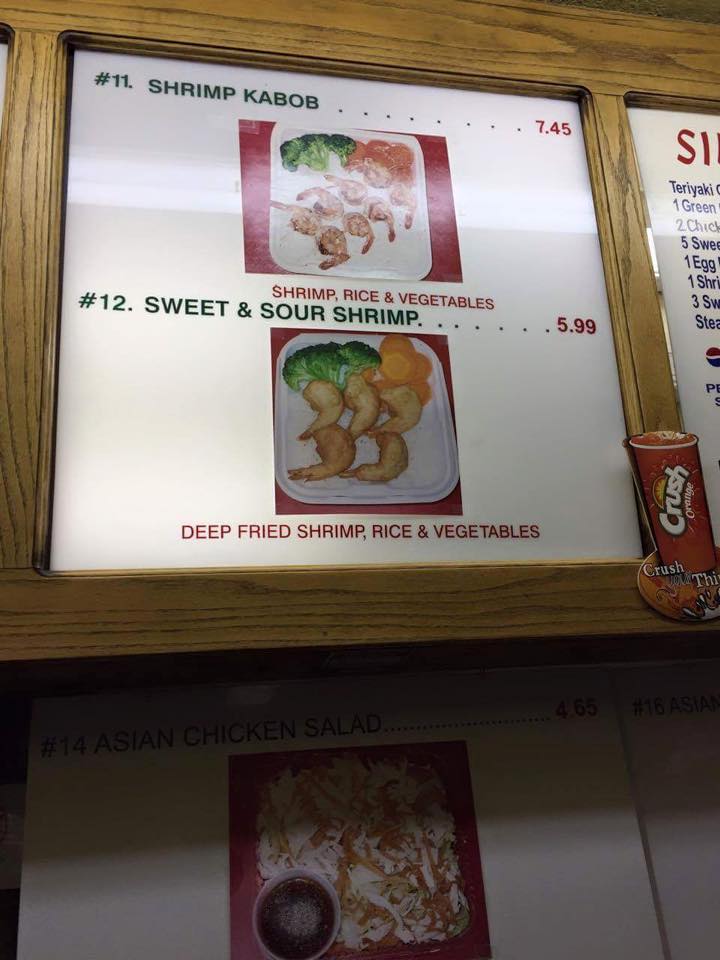 #11. SHRIMP KABOB . . . . . . . . 7.45
SHRIMP, RICE & VEGETABLES
#12. SWEET & SOUR SHRIMP. . . . . . . 5.99
DEEP FRIED SHRIMP, RICE & VEGETABLES
Teriyaki
1 Green
2 Chick
5 Swee
1 Egg
1 Shri
3 Sw
Stea
Crush
Orange
Crush
Thi
#14 ASIAN CHICKEN SALAD.............................. 4.65
#16 ASIAN